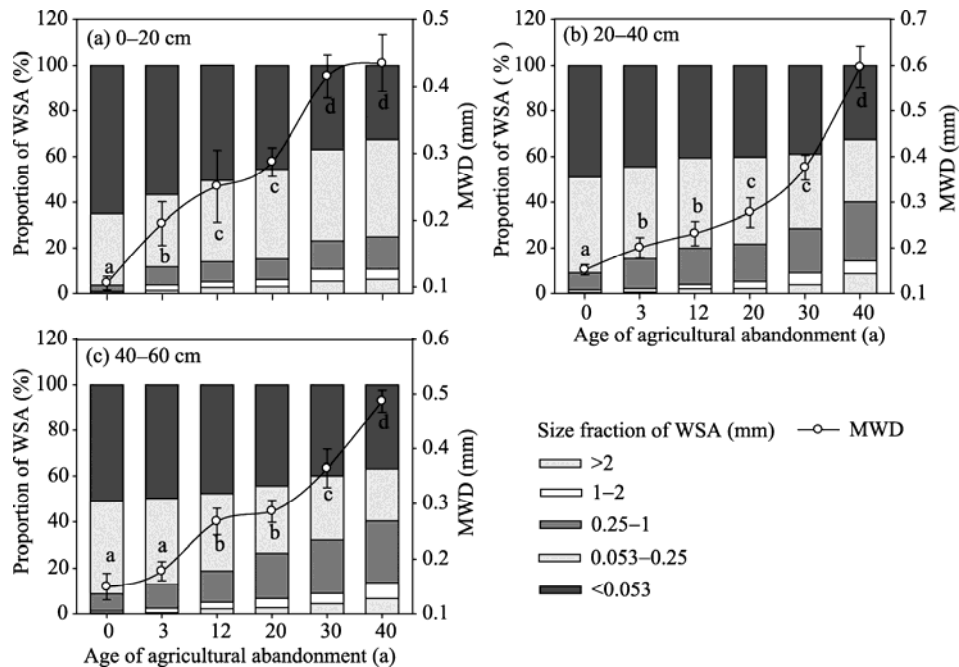 (a) 0–20 cm
Proportion of WSA (%)
120
100
80
60
40
20
0
MWD (mm)
0.5
0.4
0.3
0.2
0.1
a
b
c
c
d
d
(b) 20–40 cm
Proportion of WSA (%)
120
100
80
60
40
20
0
MWD (mm)
0.7
0.6
0.5
0.4
0.3
0.2
0.1
a
b
b
c
c
d
0 3 12 20 30 40
Age of agricultural abandonment (a)
(c) 40–60 cm
Proportion of WSA (%)
120
100
80
60
40
20
0
MWD (mm)
0.6
0.5
0.4
0.3
0.2
0.1
a
a
b
b
c
d
0 3 12 20 30 40
Age of agricultural abandonment (a)
Size fraction of WSA (mm) MWD
>2
1–2
0.25–1
0.053–0.25
<0.053